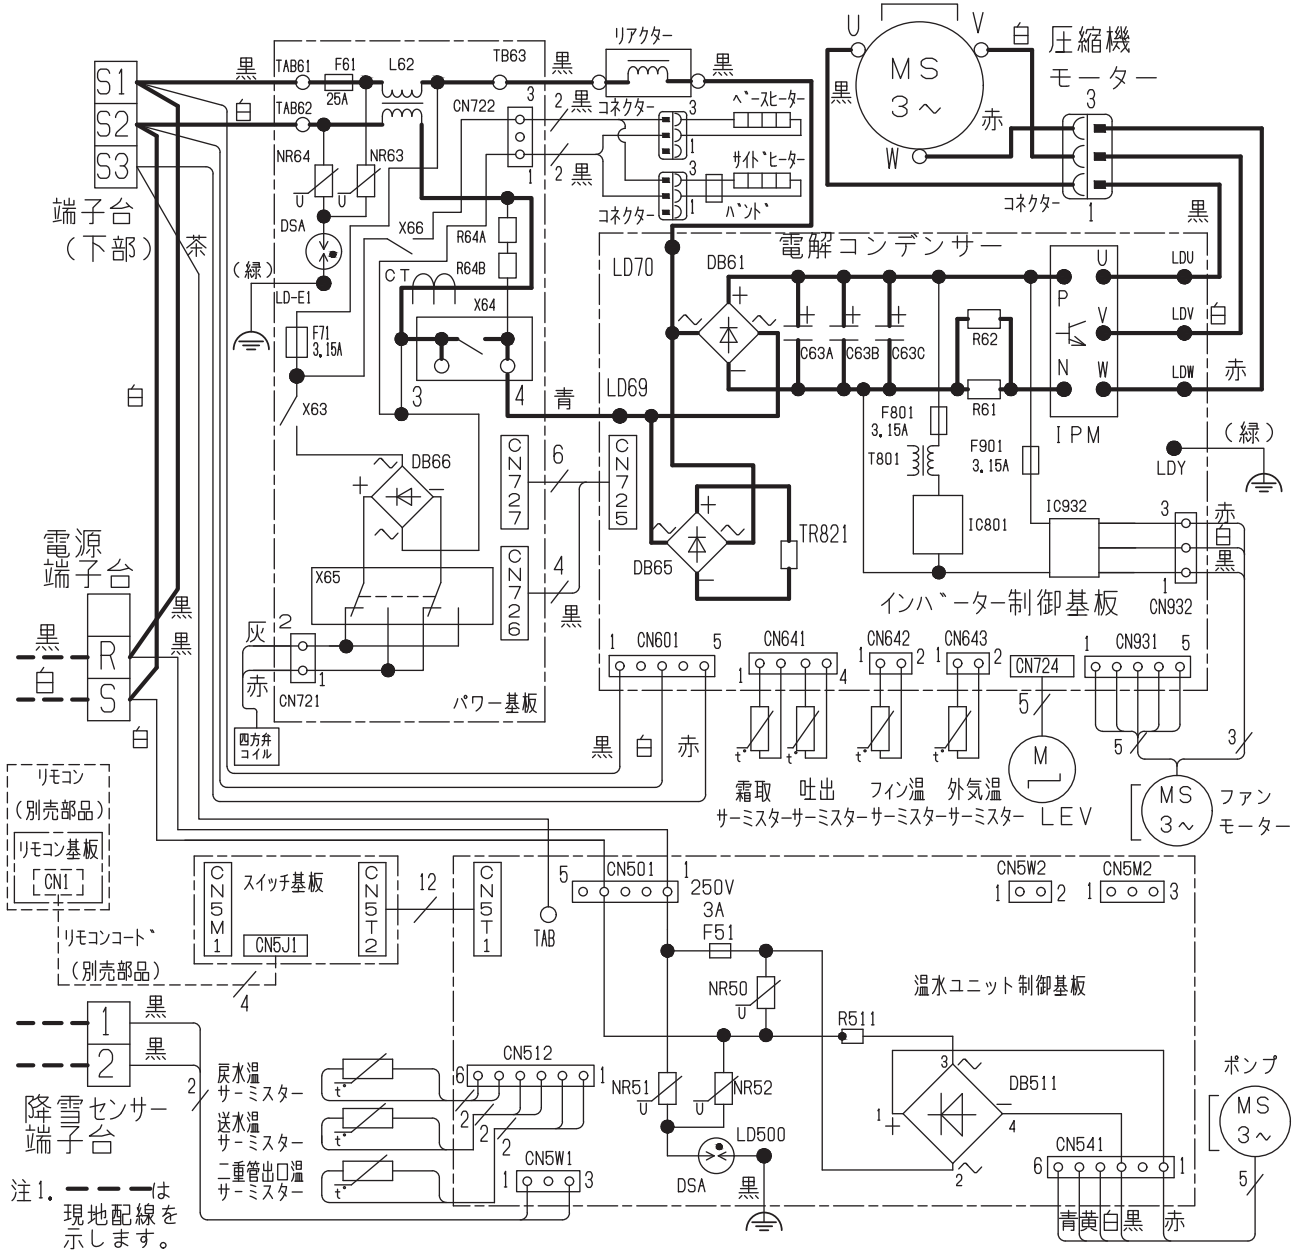 U
V
白
圧縮機
モーター
MS
3～
W
黒
赤
3
コネクター
1
黒
リアクター
TAB61
F61
25A
L62
TB63
黒
黒
S1
S2
S3
黒
白
TAB62
CN722
3
1
2
黒
2
黒
コネクター
3
1
ベースヒーター
3
1
サイドヒーター
コネクター
バンド
端子台
（下部）
茶
NR64
U
NR63
U
DSA
（緑）
LD-E1
X66
R64A
R64B
CT
X64
F71
3.15A
3
4
X63
青
LD70
LD69
電解コンデンサー
DB61
+
−
C63A
C63B
C63C
R62
R61
P
N
U
V
W
IPM
LDU
LDV
LDW
白
赤
（緑）
LDY
F801
3.15A
T801
F901
3.15A
IC801
IC932
3
1
赤
白
黒
CN932
白
DB66
+
−
CN727
6
CN725
CN726
4
黒
DB65
+
−
TR821
インバーター制御基板
電源
端子台
黒
白
R
S
黒
黒
白
X65
灰
2
赤
1
CN721
パワー基板
四方弁
コイル
1
CN601
5
黒
白
赤
CN641
1
4
CN642
1
2
CN643
1
2
CN724
5
CN931
1
5
5
3
t°
t°
t°
t°
霜取
サーミスター
吐出
サーミスター
フィン温
サーミスター
外気温
サーミスター
M
LEV
MS
3～
ファン
モーター
リモコン
（別売部品）
リモコン基板
CN1
リモコンコード
（別売部品）
4
CN5M1
スイッチ基板
CN5J1
CN5T2
12
CN5T1
TAB
5
CN501
1
250V
3A
F51
CN5W2
1
2
CN5M2
1
3
温水ユニット制御基板
NR50
U
R511
NR51
U
NR52
U
DSA
LD500
黒
DB511
3
1
+
−
4
2
CN541
6
1
青
黄
白
黒
赤
ポンプ
MS
3～
5
1
2
黒
黒
2
降雪センサー
端子台
戻水温
サーミスター
t°
送水温
サーミスター
t°
二重管出口温
サーミスター
t°
CN512
6
1
2
2
2
CN5W1
1
3
注1. ━ ━ ━は
現地配線を
示します。